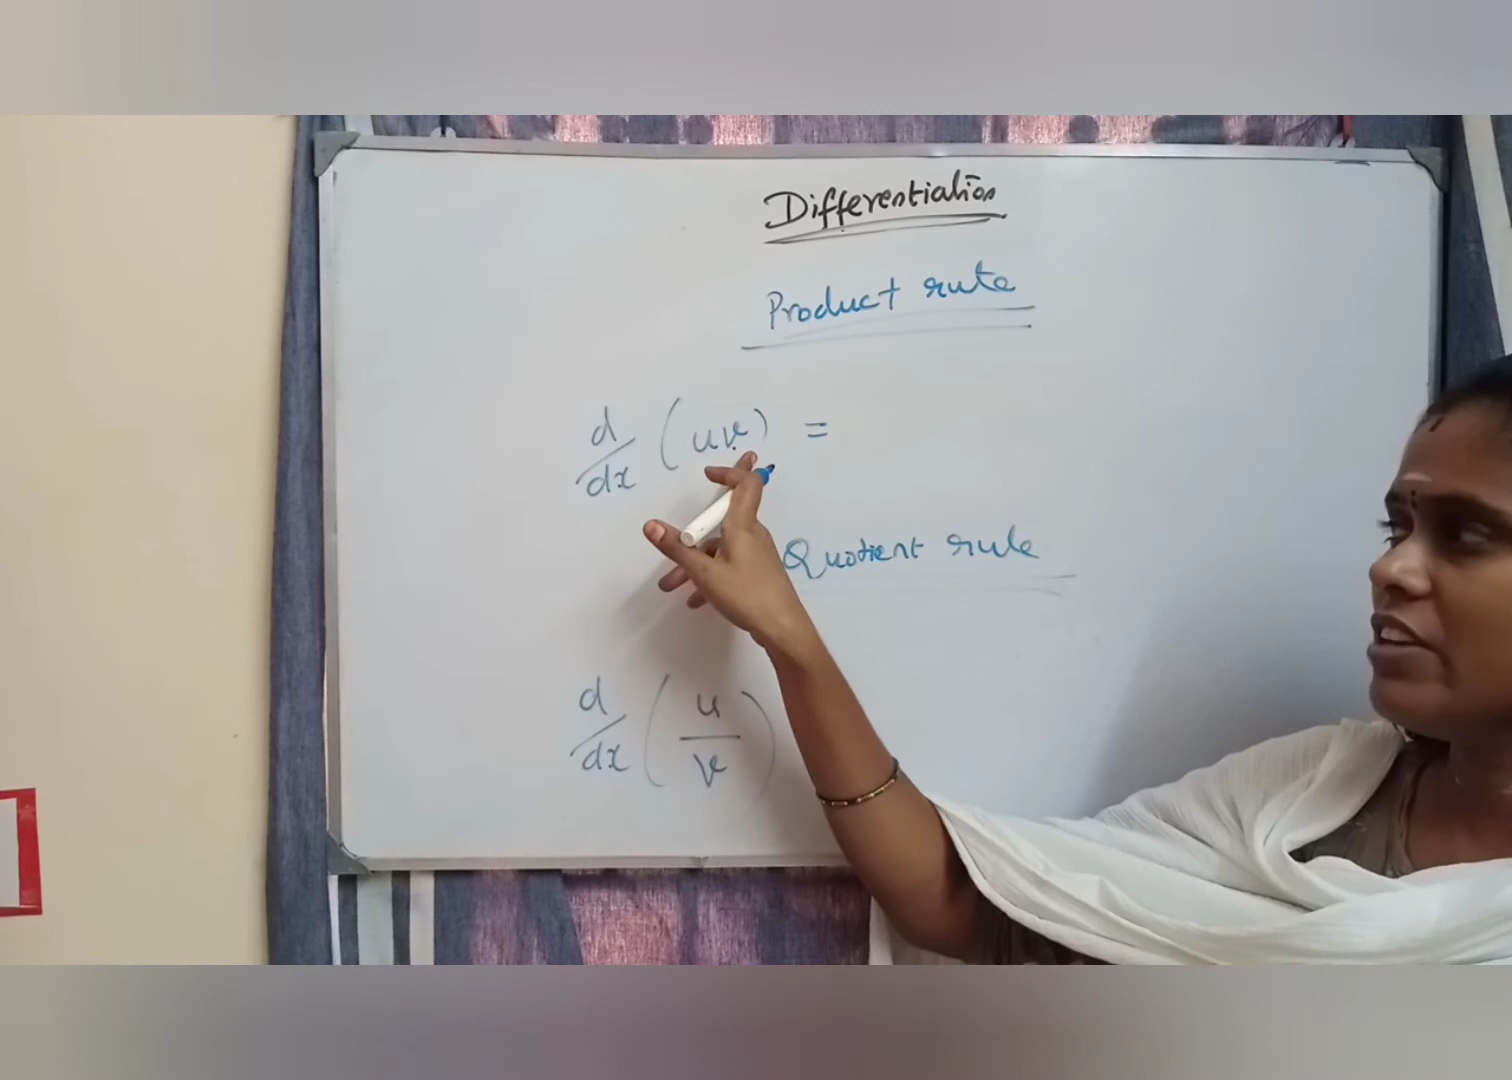 Differentiation
Product rule
d/dx (uv) =
Quotient rule
d/dx (u/v)